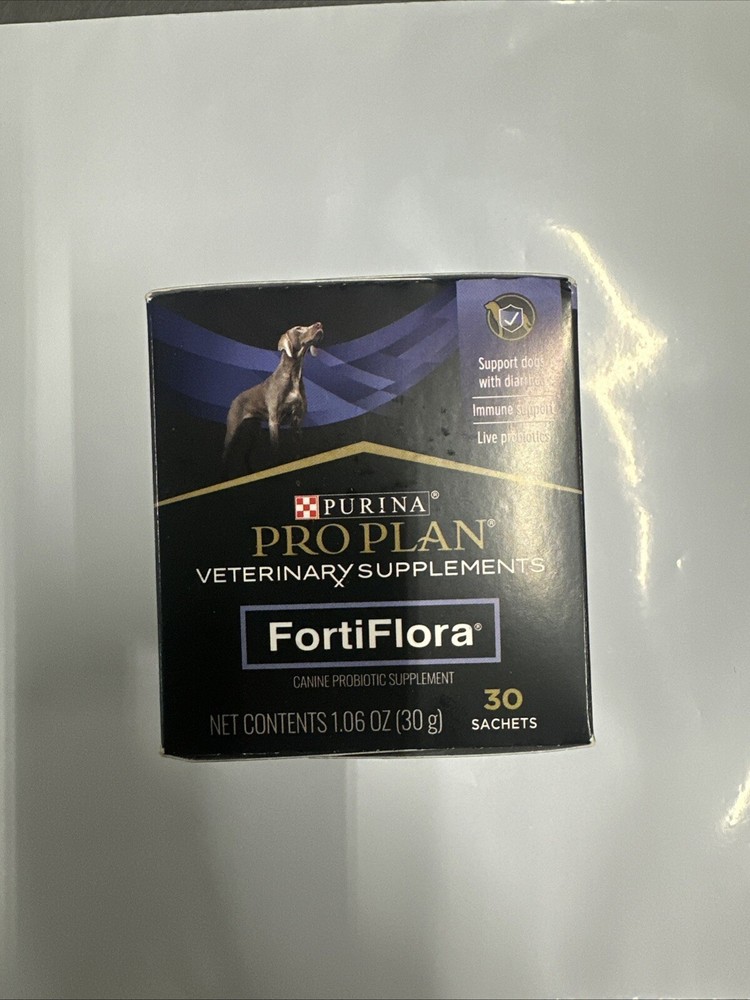 Support dogs
with diarrhea
Immune support
Live probiotics
PURINA®
PRO PLAN®
VETERINARY SUPPLEMENTS
FortiFlora®
CANINE PROBIOTIC SUPPLEMENT
NET CONTENTS 1.06 OZ (30 g)
30
SACHETS